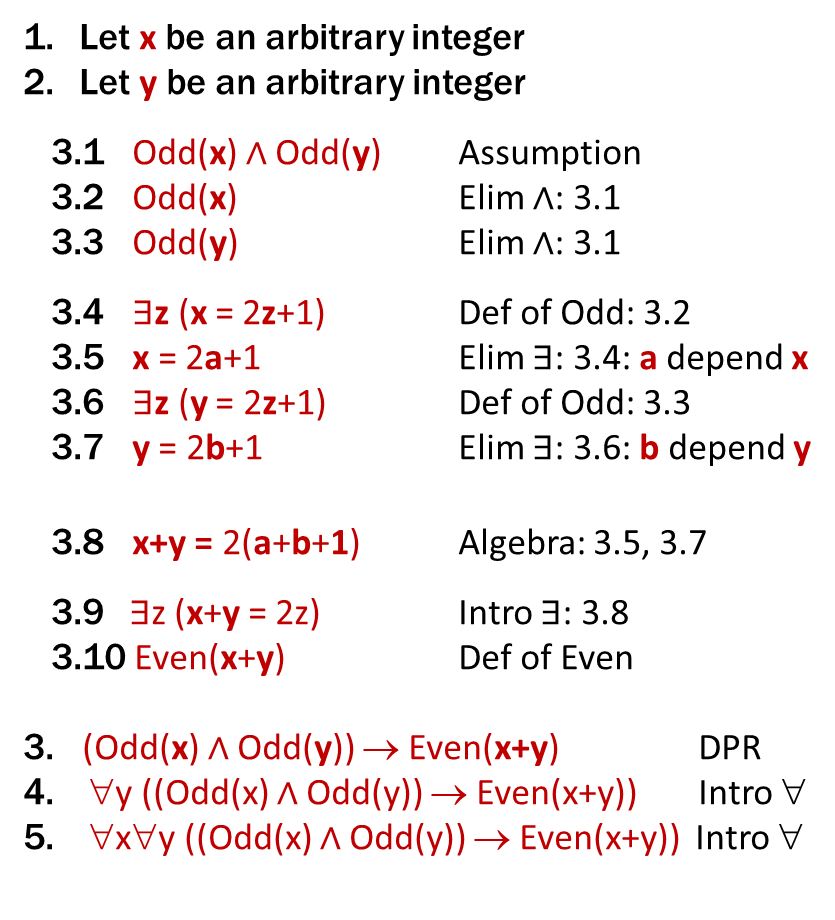 1. Let x be an arbitrary integer
2. Let y be an arbitrary integer
3.1 Odd(x) ∧ Odd(y) Assumption
3.2 Odd(x) Elim ∧: 3.1
3.3 Odd(y) Elim ∧: 3.1
3.4 ∃z (x = 2z+1) Def of Odd: 3.2
3.5 x = 2a+1 Elim ∃: 3.4: a depend x
3.6 ∃z (y = 2z+1) Def of Odd: 3.3
3.7 y = 2b+1 Elim ∃: 3.6: b depend y
3.8 x+y = 2(a+b+1) Algebra: 3.5, 3.7
3.9 ∃z (x+y = 2z) Intro ∃: 3.8
3.10 Even(x+y) Def of Even
3. (Odd(x) ∧ Odd(y)) → Even(x+y) DPR
4. ∀y ((Odd(x) ∧ Odd(y)) → Even(x+y)) Intro ∀
5. ∀x∀y ((Odd(x) ∧ Odd(y)) → Even(x+y)) Intro ∀